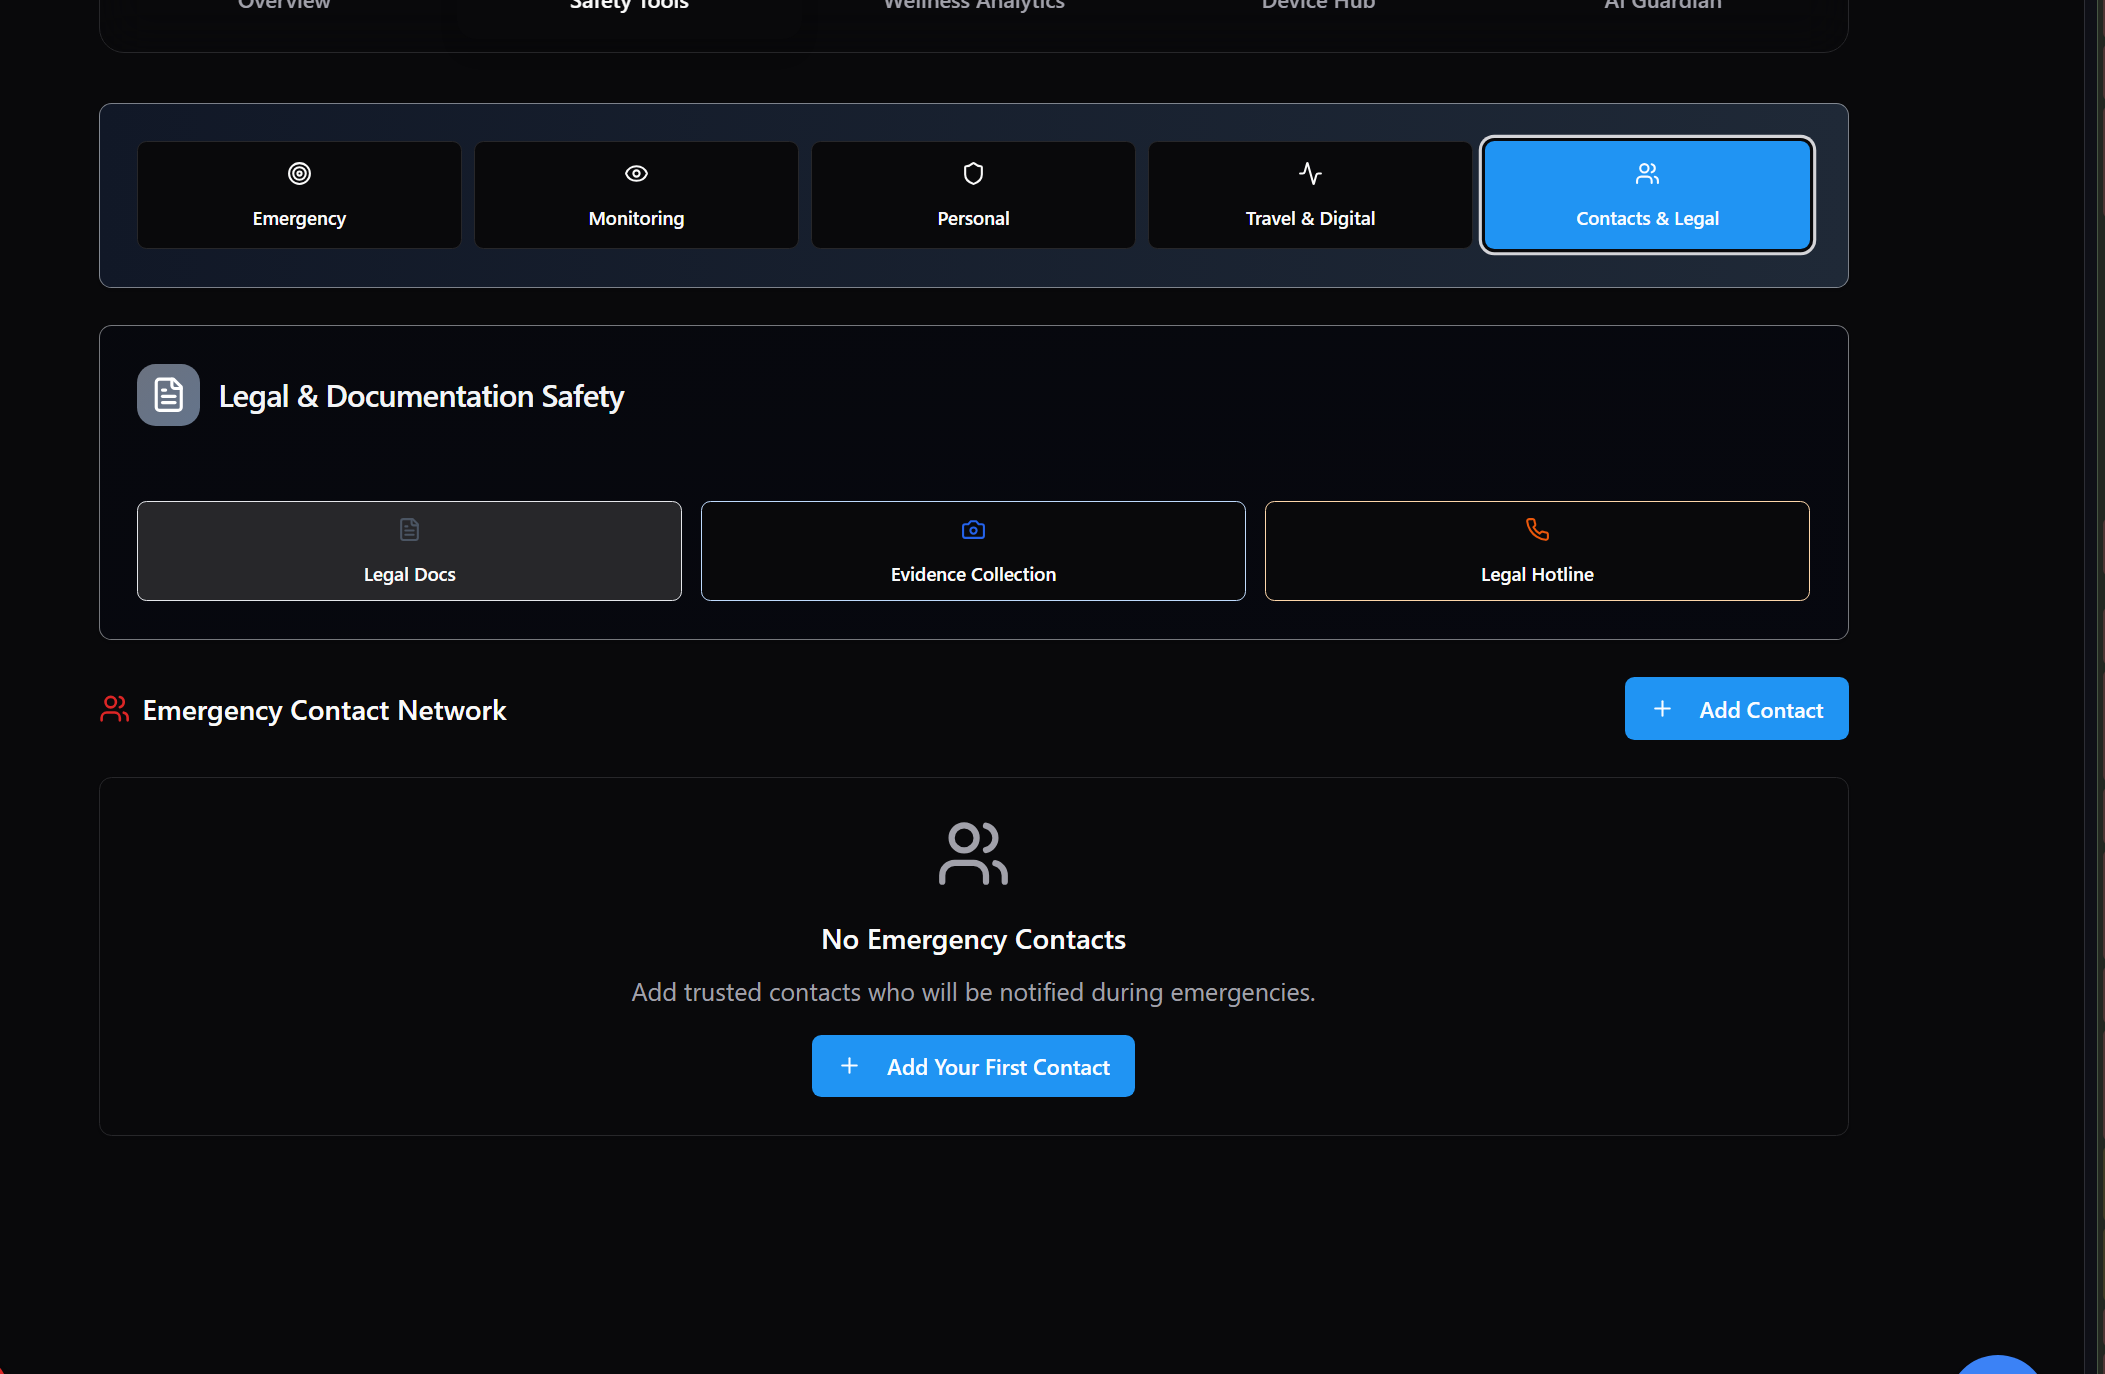 Overview
Safety Tools
Wellness Analytics
Device Hub
AI Guardian
Emergency
Monitoring
Personal
Travel & Digital
Contacts & Legal
Legal & Documentation Safety
Legal Docs
Evidence Collection
Legal Hotline
Emergency Contact Network
Add Contact
No Emergency Contacts
Add trusted contacts who will be notified during emergencies.
Add Your First Contact